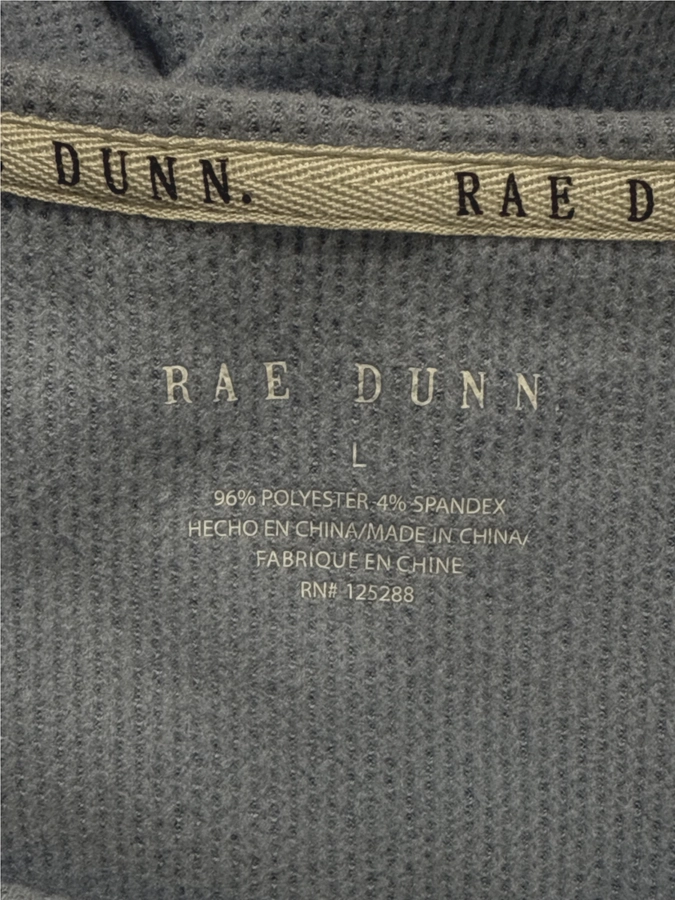 DUNN. RAE D
RAE DUNN.
L
96% POLYESTER 4% SPANDEX
HECHO EN CHINA/MADE IN CHINA/
FABRIQUE EN CHINE
RN# 125288